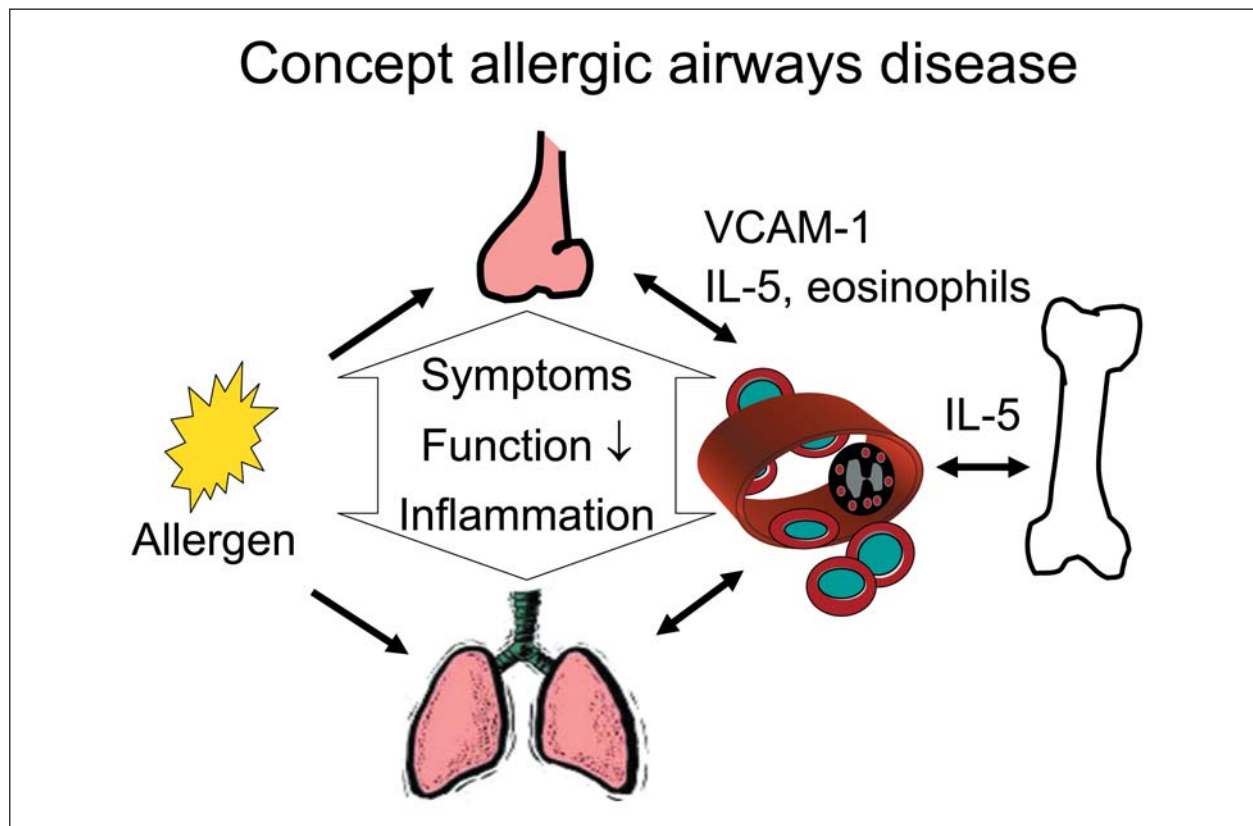 Concept allergic airways disease
VCAM-1
IL-5, eosinophils
Symptoms
Function ↓
Inflammation
IL-5
Allergen